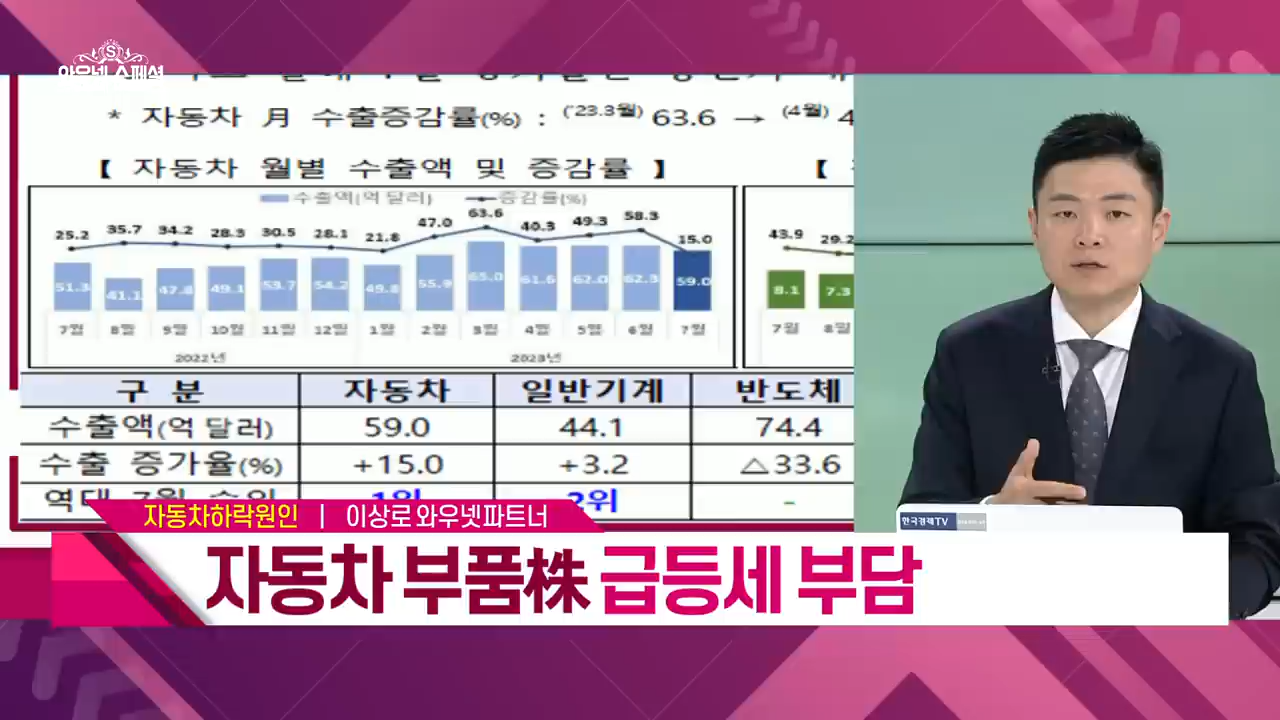 와우넷 스페셜
* 자동차 月 수출증감률(%) : ('23.3월) 63.6 → (4월) 4
【 자동차 월별 수출액 및 증감률 】 【
수출액(억 달러) 증감률(%)
25.2 35.7 34.2 28.3 30.5 28.1 21.8 47.0 63.6 40.3 49.3 58.3 15.0 43.9 29.2
51.3 41.1 47.8 49.1 53.7 54.2 49.8 55.9 65.0 61.6 62.0 62.3 59.0 8.1 7.3
7월 8월 9월 10월 11월 12월 1월 2월 3월 4월 5월 6월 7월 7월 8월
2022년 2023년
구 분 자동차 일반기계 반도체
수출액(억 달러) 59.0 44.1 74.4
수출 증가율(%) +15.0 +3.2 △33.6
역대 7월 순위 1위 2위 -
한국경제TV
자동차하락원인 | 이상로 와우넷파트너
자동차 부품株 급등세 부담